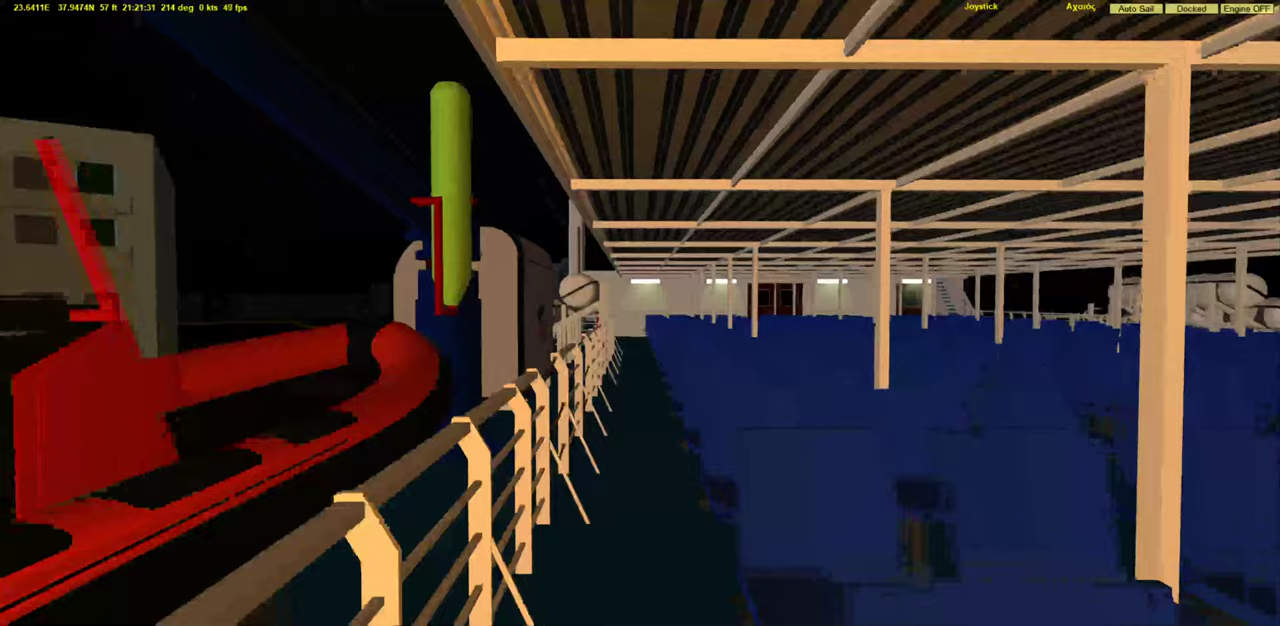 23.6411E 37.9474N 57 ft 21:21:31 214 deg 0 kts 49 fps
Joystick
Αχαιός
Auto Sail
Docked
Engine OFF